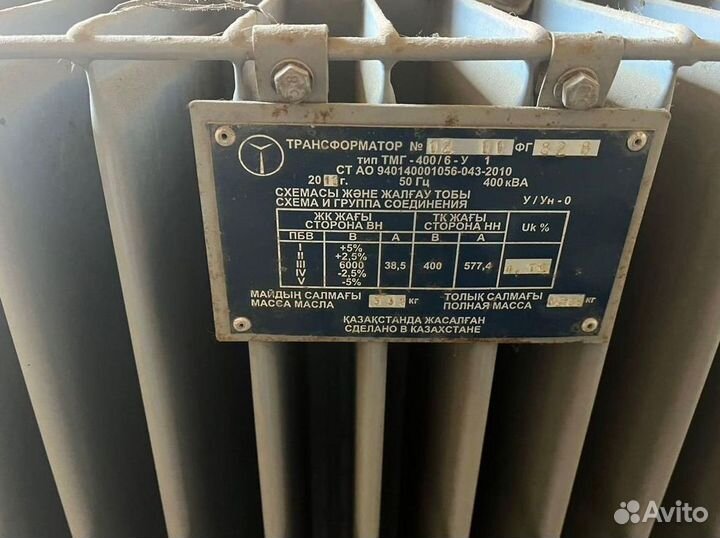 ТРАНСФОРМАТОР № ФГ
тип ТМГ - 400/6 - У 1
СТ АО 940140001056-043-2010
г. 50 Гц 400 кВА
СХЕМАСЫ ЖӘНЕ ЖАЛҒАУ ТОБЫ
СХЕМА И ГРУППА СОЕДИНЕНИЯ У / Ун - 0
ЖК ЖАҒЫ ТК ЖАҒЫ Uk %
СТОРОНА ВН СТОРОНА НН
ПБВ В А В А
I +5%
II +2,5%
III 6000 38,5 400 577,4
IV -2,5%
V -5%
МАЙДЫҢ САЛМАҒЫ кг ТОЛЫҚ САЛМАҒЫ кг
МАССА МАСЛА ПОЛНАЯ МАССА
ҚАЗАҚСТАНДА ЖАСАЛҒАН
СДЕЛАНО В КАЗАХСТАНЕ
Avito